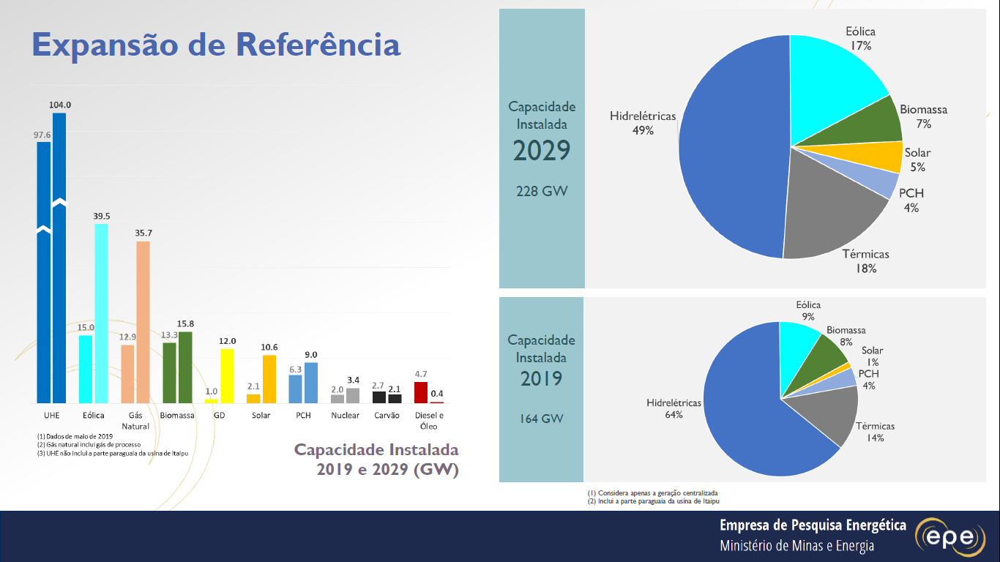 Expansão de Referência
104.0
97.6
39.5
35.7
15.0
12.9
13.3
15.8
12.0
1.0
10.6
2.1
6.3
9.0
2.0
3.4
2.7
2.1
4.7
0.4
UHE
Eólica
Gás
Natural
Biomassa
GD
Solar
PCH
Nuclear
Carvão
Diesel e
Óleo
(1) Dados de maio de 2019
(2) Gás natural inclui gás de processo
(3) UHE não inclui a parte paraguaia da usina de Itaipu
Capacidade Instalada
2019 e 2029 (GW)
Capacidade
Instalada
2029
228 GW
Eólica
17%
Biomassa
7%
Solar
5%
PCH
4%
Térmicas
18%
Hidrelétricas
49%
Capacidade
Instalada
2019
164 GW
Eólica
9%
Biomassa
8%
Solar
1%
PCH
4%
Térmicas
14%
Hidrelétricas
64%
(1) Considera apenas a geração centralizada
(2) Inclui a parte paraguaia da usina de Itaipu
Empresa de Pesquisa Energética
Ministério de Minas e Energia
epe